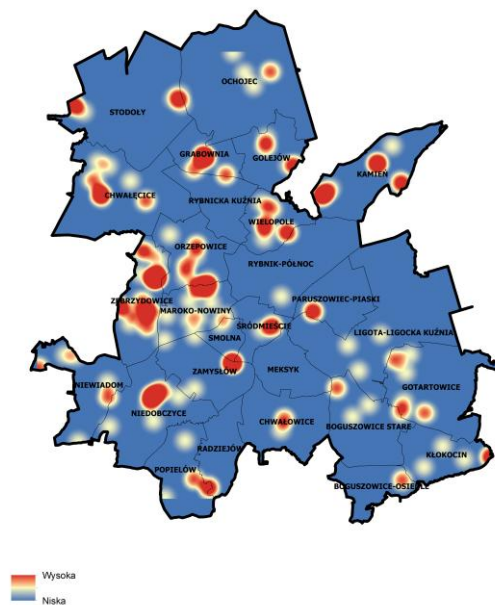 OCHOJEC
STODOŁY
GRABOWNIA
GOLEJÓW
KAMIEŃ
CHWAŁĘCICE
RYBNICKA KUŹNIA
WIELOPOLE
ORZEPOWICE
RYBNIK-PÓŁNOC
ZEBRZYDOWICE
MAROKO-NOWINY
PARUSZOWIEC-PIASKI
ŚRÓDMIEŚCIE
SMOLNA
LIGOTA-LIGOCKA KUŹNIA
ZAMYSŁÓW
MEKSYK
NIEWIADOM
GOTARTOWICE
NIEDOBCZYCE
CHWAŁOWICE
BOGUSZOWICE STARE
RADZIEJÓW
KŁOKOCIN
POPIELÓW
BOGUSZOWICE-OSIEDLE
Wysoka
Niska